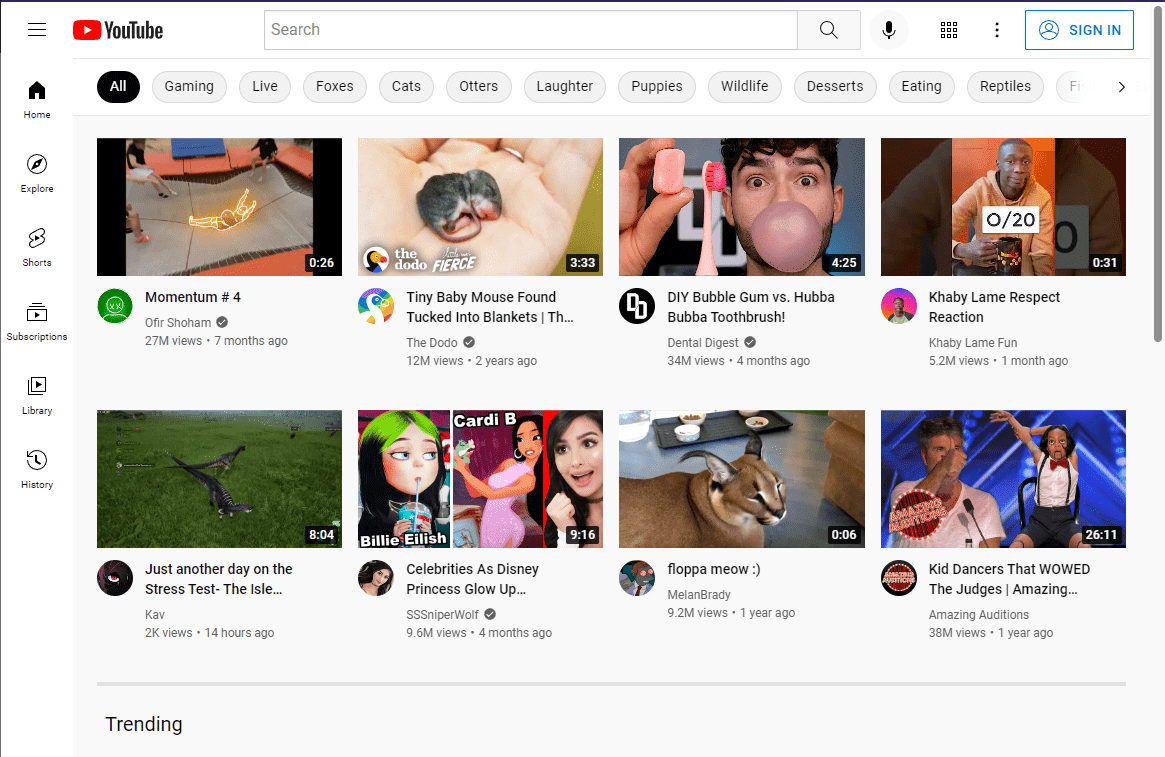 YouTube
Search
SIGN IN
Home
Explore
Shorts
Subscriptions
Library
History
All
Gaming
Live
Foxes
Cats
Otters
Laughter
Puppies
Wildlife
Desserts
Eating
Reptiles
0:26
the dodo
little but FIERCE
3:33
4:25
0/20
0:31
Momentum # 4
Ofir Shoham
27M views • 7 months ago
Tiny Baby Mouse Found
Tucked Into Blankets | Th...
The Dodo
12M views • 2 years ago
DIY Bubble Gum vs. Hubba
Bubba Toothbrush!
Dental Digest
34M views • 4 months ago
Khaby Lame Respect
Reaction
Khaby Lame Fun
5.2M views • 1 month ago
8:04
Billie Eilish
Cardi B
9:16
0:06
AMAZING
AUDITIONS
26:11
Just another day on the
Stress Test- The Isle...
Kav
2K views • 14 hours ago
Celebrities As Disney
Princess Glow Up...
SSSniperWolf
9.6M views • 4 months ago
floppa meow :)
MelanBrady
9.2M views • 1 year ago
Kid Dancers That WOWED
The Judges | Amazing...
Amazing Auditions
38M views • 1 year ago
Trending